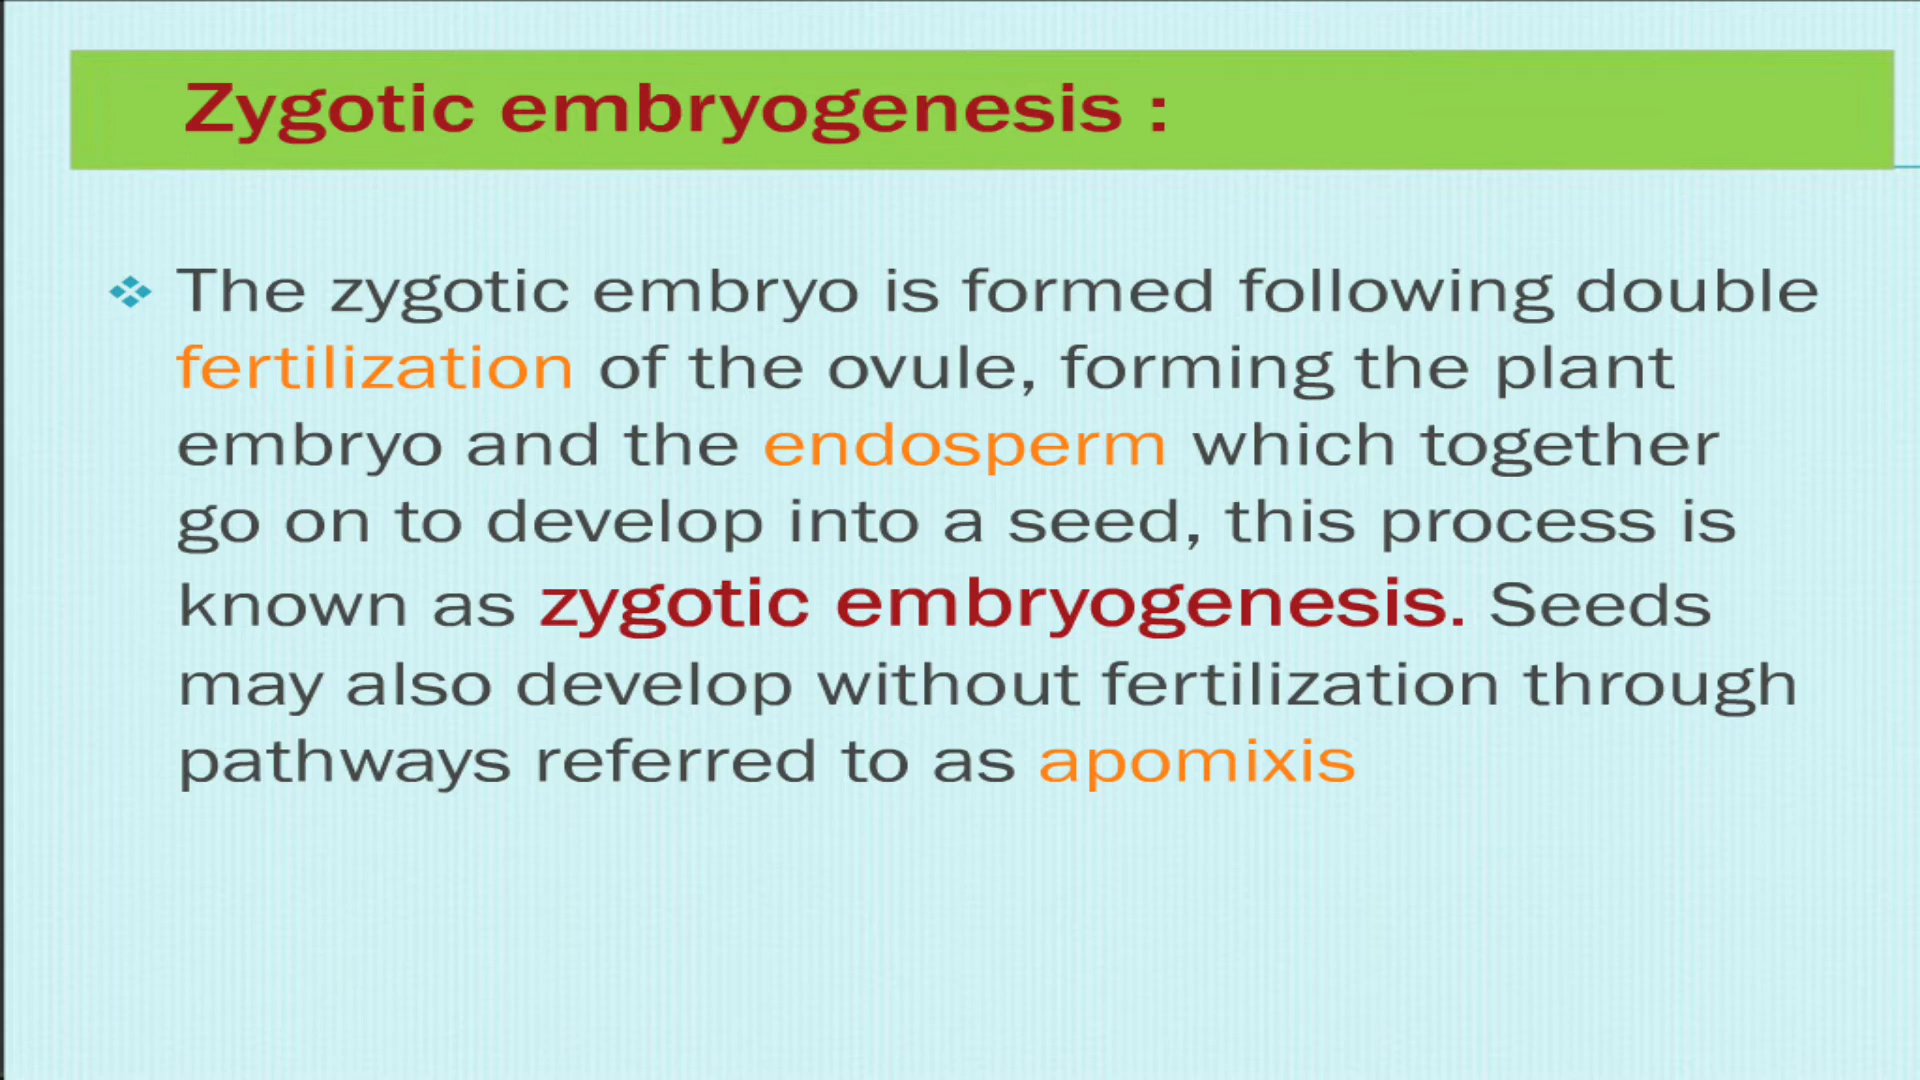 Zygotic embryogenesis :
The zygotic embryo is formed following double
fertilization of the ovule, forming the plant
embryo and the endosperm which together
go on to develop into a seed, this process is
known as zygotic embryogenesis. Seeds
may also develop without fertilization through
pathways referred to as apomixis